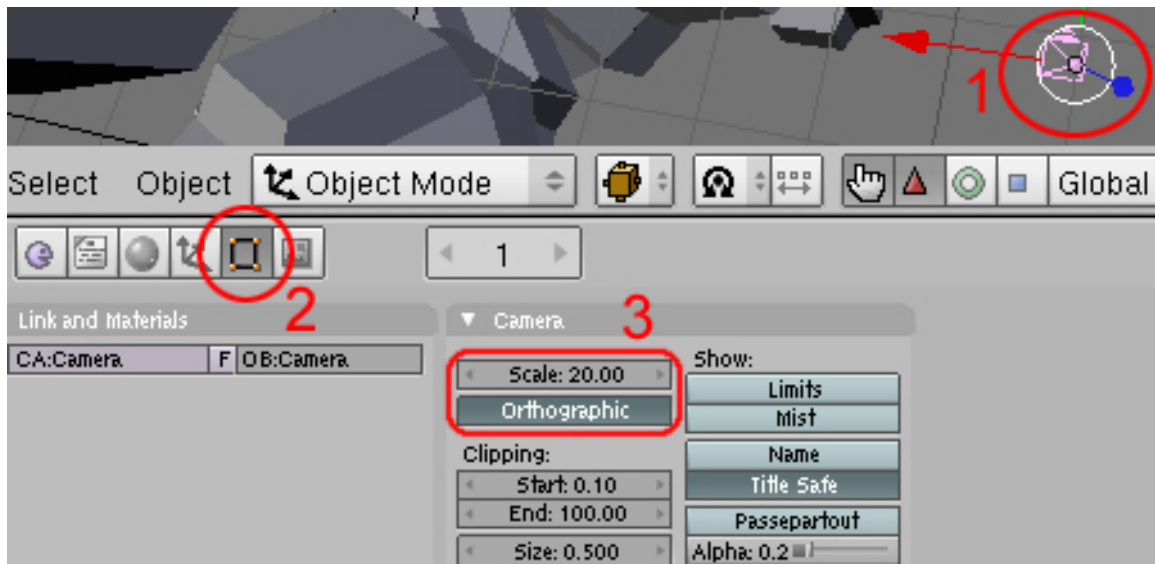 1
Select Object Object Mode Global
1
2
Link and Materials
Camera
3
CA:Camera F OB:Camera
Scale: 20.00
Orthographic
Show:
Limits
Mist
Clipping:
Start: 0.10
End: 100.00
Size: 0.500
Name
Title Safe
Passepartout
Alpha: 0.2